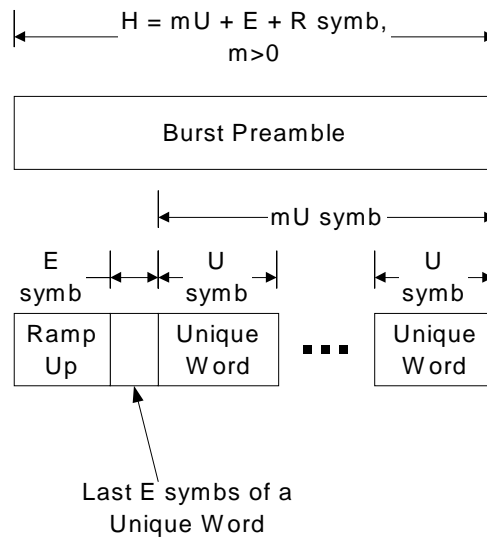 H = mU + E + R symb,
m>0
Burst Preamble
mU symb
E
symb
U
symb
U
symb
Ramp
Up
Unique
Word
Unique
Word
Last E symbs of a
Unique Word